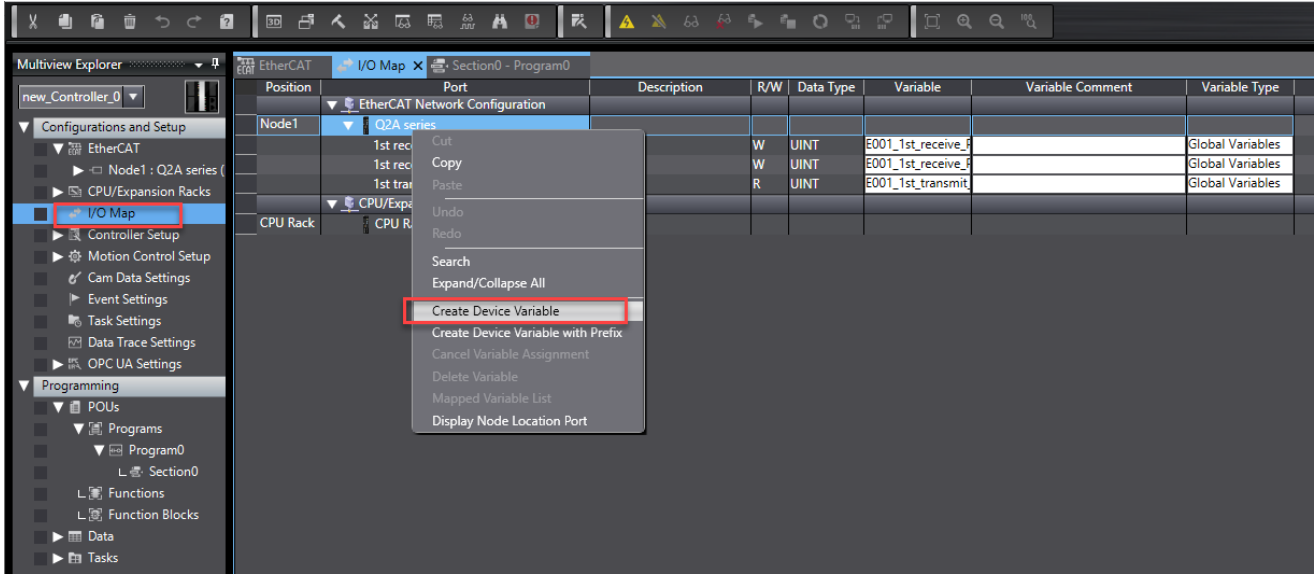 Multiview Explorer
new_Controller_0
Configurations and Setup
EtherCAT
Node1 : Q2A series (
CPU/Expansion Racks
I/O Map
Controller Setup
Motion Control Setup
Cam Data Settings
Event Settings
Task Settings
Data Trace Settings
OPC UA Settings
Programming
POUs
Programs
Program0
Section0
Functions
Function Blocks
Data
Tasks
EtherCAT I/O Map Section0 - Program0
Position Port Description R/W Data Type Variable Variable Comment Variable Type
EtherCAT Network Configuration
Node1 Q2A series
1st rec W UINT E001_1st_receive_ Global Variables
1st rec W UINT E001_1st_receive_ Global Variables
1st tran R UINT E001_1st_transmit_ Global Variables
CPU/Expa
CPU Rack CPU R
Cut
Copy
Paste
Undo
Redo
Search
Expand/Collapse All
Create Device Variable
Create Device Variable with Prefix
Cancel Variable Assignment
Delete Variable
Mapped Variable List
Display Node Location Port